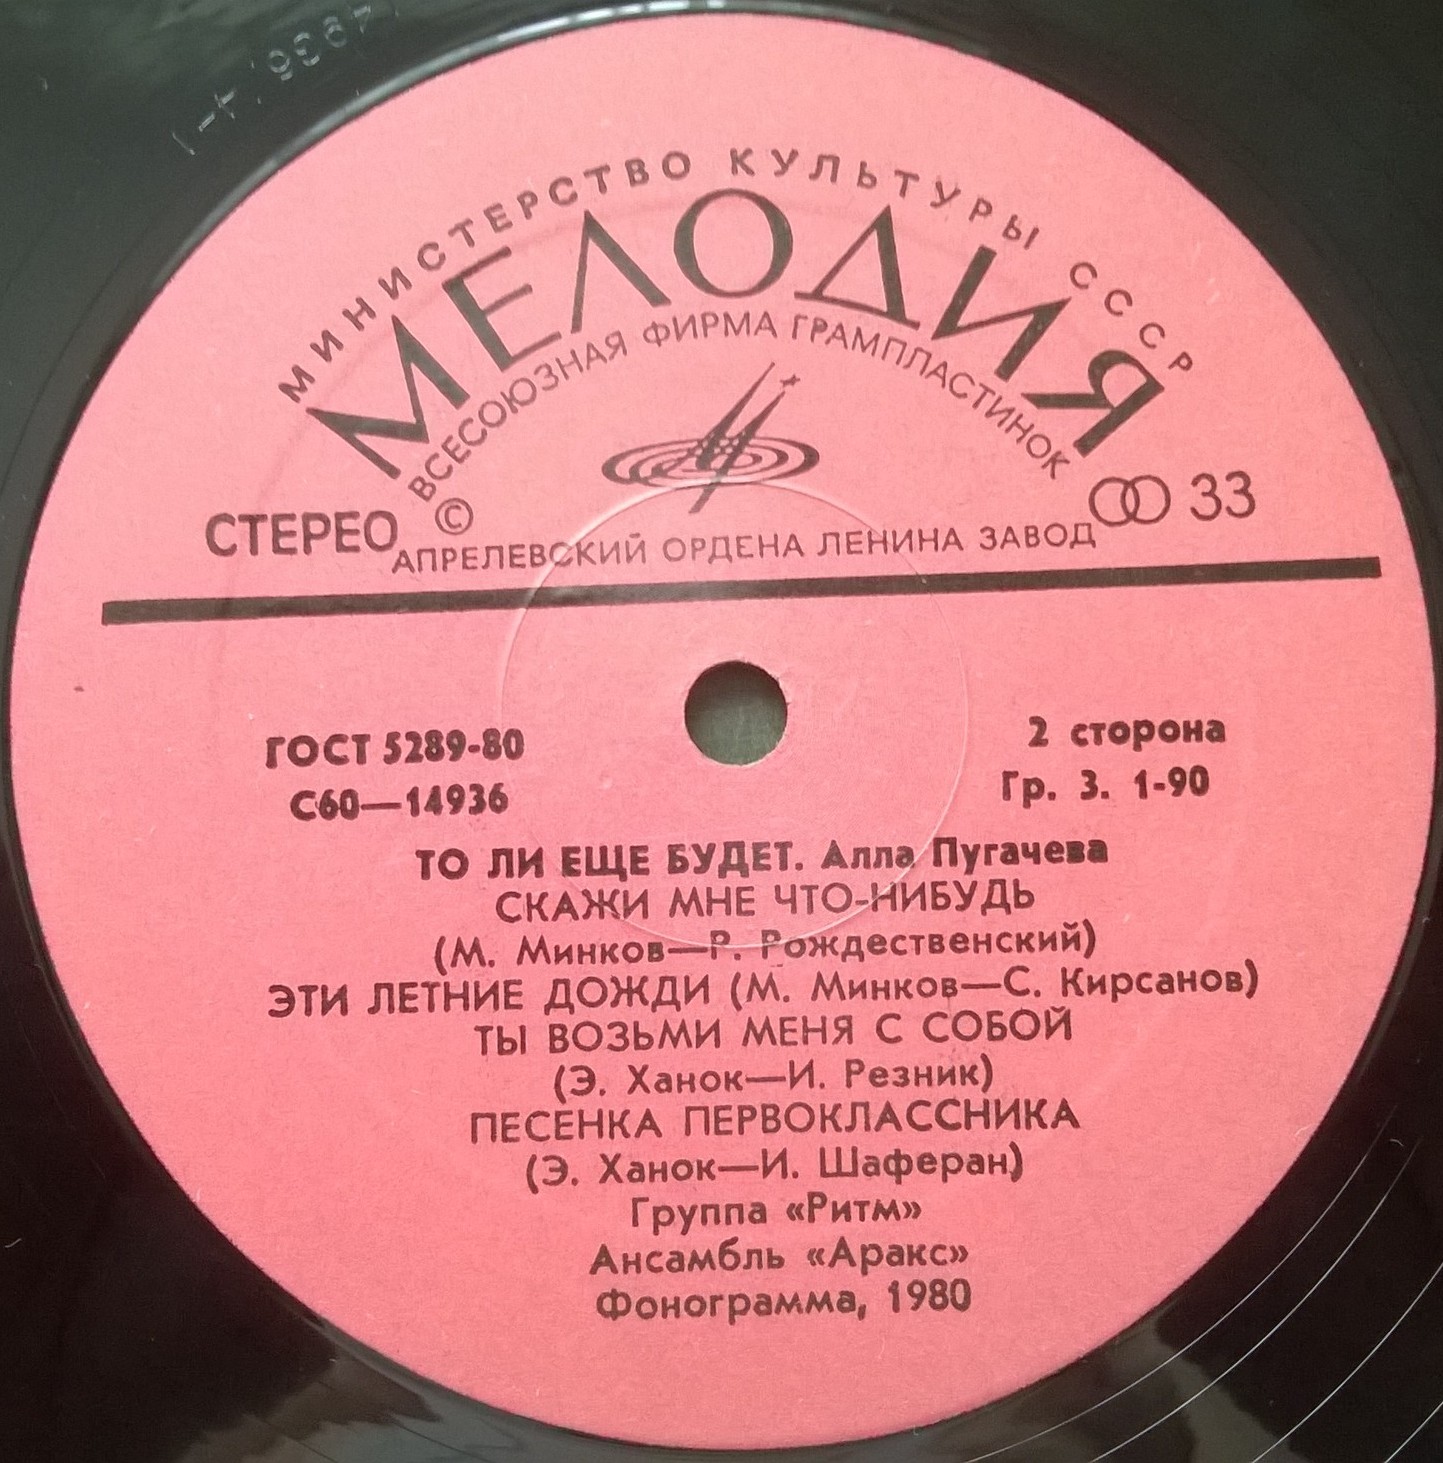 4936.'Х-1
МИНИСТЕРСТВО КУЛЬТУРЫ СССР
МЕЛОДИЯ
ВСЕСОЮЗНАЯ ФИРМА ГРАМПЛАСТИНОК
СТЕРЕО © 33
АПРЕЛЕВСКИЙ ОРДЕНА ЛЕНИНА ЗАВОД
ГОСТ 5289-80 2 сторона
С60—14936 Гр. 3. 1-90
ТО ЛИ ЕЩЕ БУДЕТ. Алла Пугачева
СКАЖИ МНЕ ЧТО-НИБУДЬ
(М. Минков—Р. Рождественский)
ЭТИ ЛЕТНИЕ ДОЖДИ (М. Минков—С. Кирсанов)
ТЫ ВОЗЬМИ МЕНЯ С СОБОЙ
(Э. Ханок—И. Резник)
ПЕСЕНКА ПЕРВОКЛАССНИКА
(Э. Ханок—И. Шаферан)
Группа «Ритм»
Ансамбль «Аракс»
Фонограмма, 1980